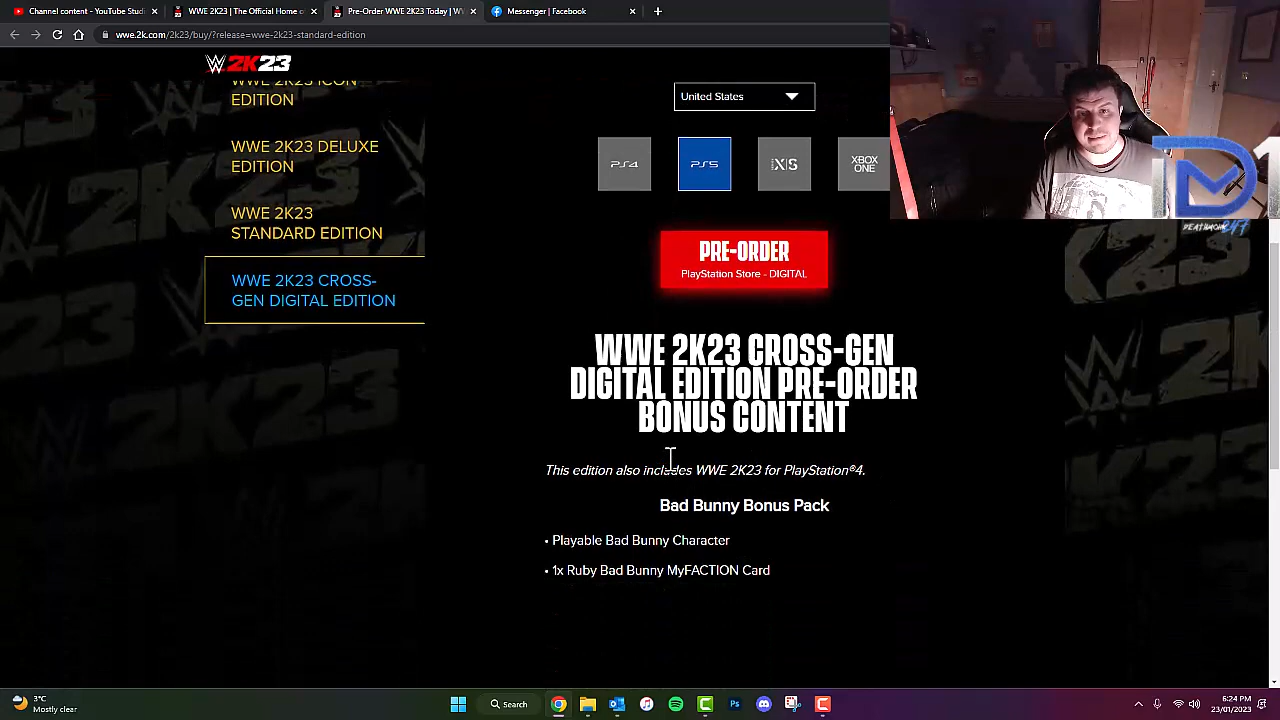 Content content - YouTube Studi
WWE 2K23 | The Official Home o
Pre-Order WWE 2K23 Today | W
Messenger | Facebook
wwe.2k.com/2k23/buy/?release=wwe-2k23-standard-edition
W 2K23
WWE 2K23 ICON
EDITION
WWE 2K23 DELUXE
EDITION
WWE 2K23
STANDARD EDITION
WWE 2K23 CROSS-
GEN DIGITAL EDITION
United States
PS4
PS5
X|S
XBOX
ONE
PRE-ORDER
PlayStation Store - DIGITAL
WWE 2K23 CROSS-GEN
DIGITAL EDITION PRE-ORDER
BONUS CONTENT
This edition also includes WWE 2K23 for PlayStation®4.
Bad Bunny Bonus Pack
• Playable Bad Bunny Character
• 1x Ruby Bad Bunny MyFACTION Card
3°C
Mostly clear
Search
6:24 PM
23/01/2023